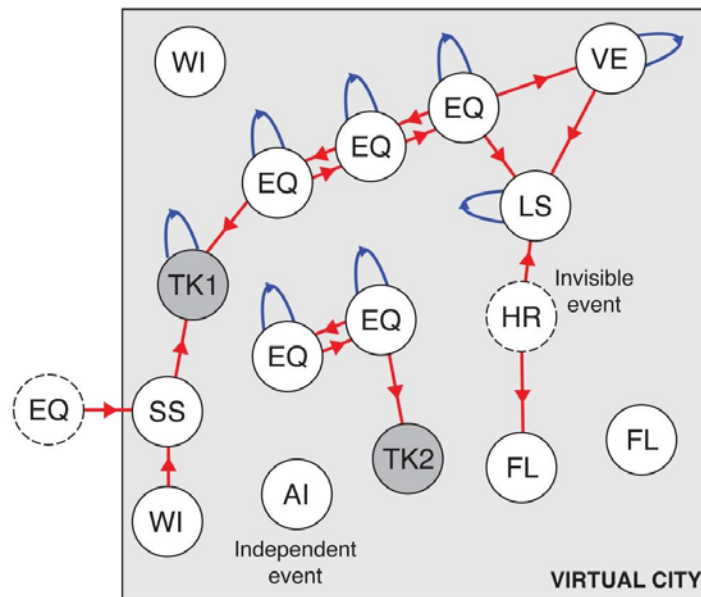 WI
VE
EQ
EQ
EQ
LS
TK1
Invisible
event
HR
EQ
EQ
EQ
SS
FL
TK2
FL
AI
WI
Independent
event
VIRTUAL CITY